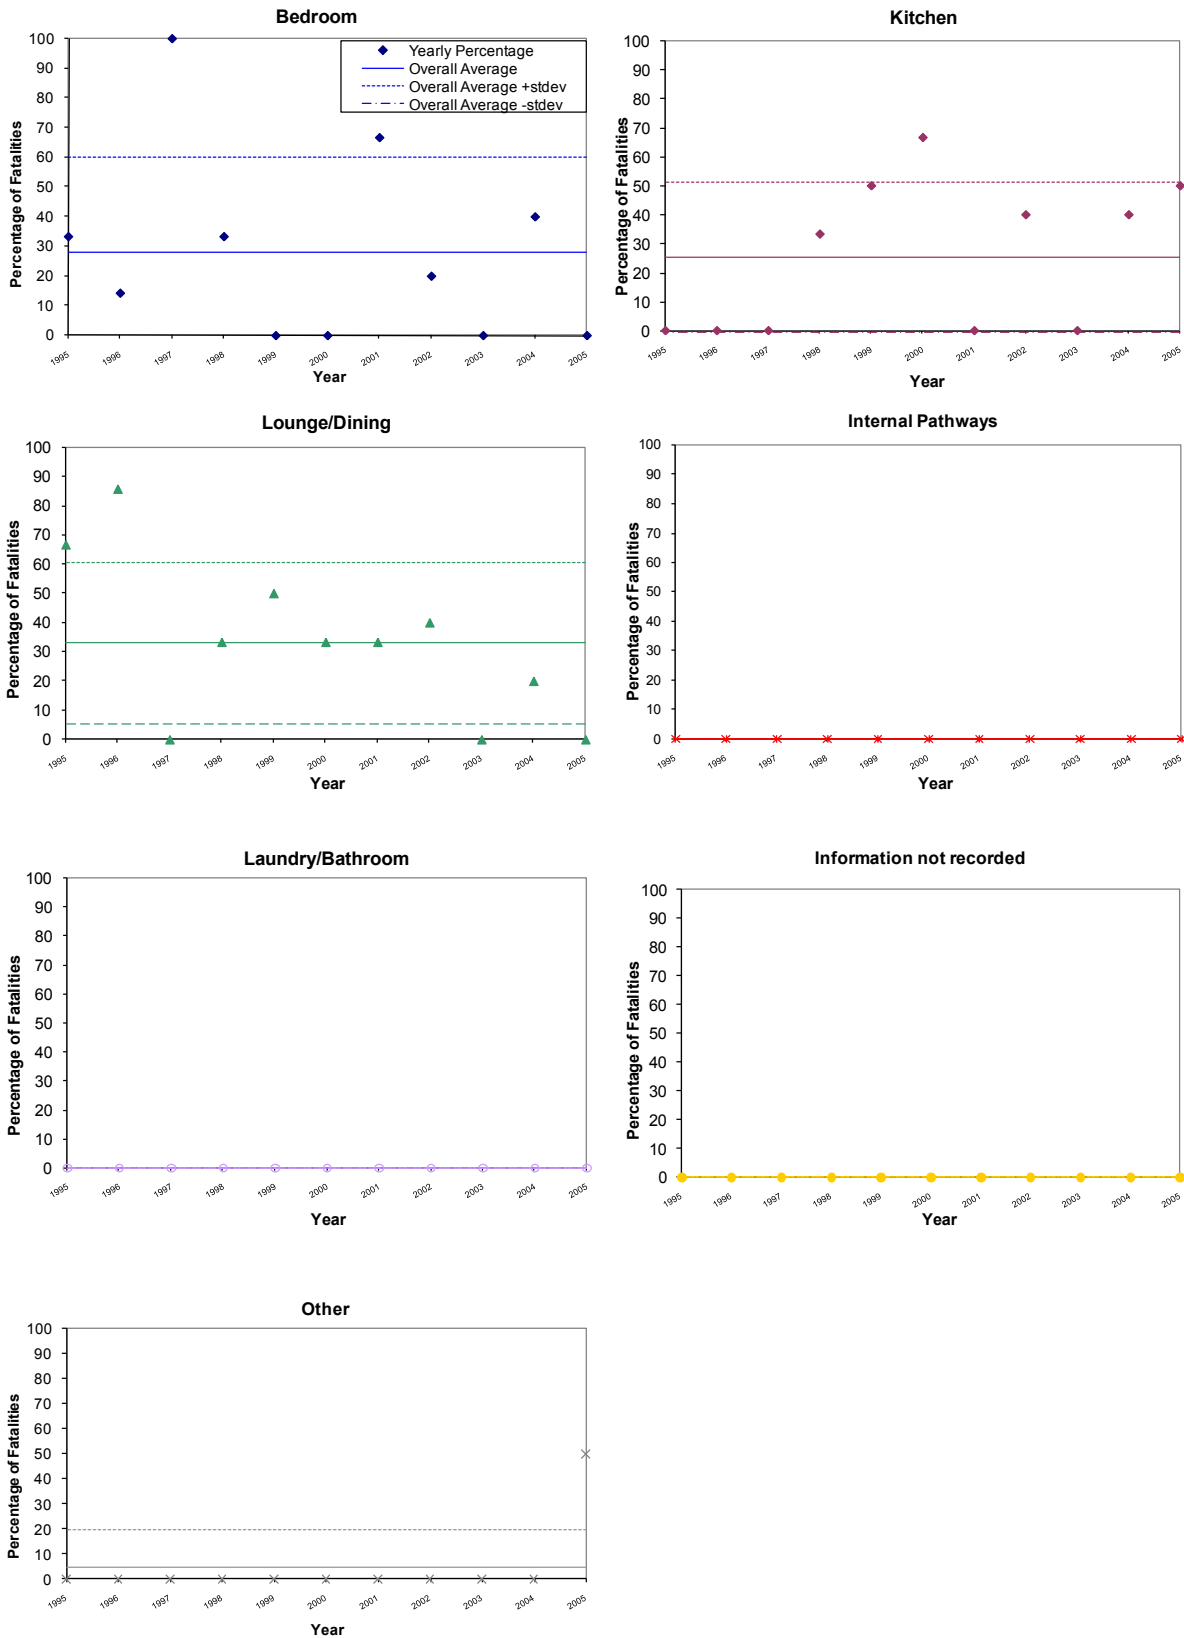 Bedroom
Percentage of Fatalities
100
90
80
70
60
50
40
30
20
10
0
Yearly Percentage
Overall Average
Overall Average +stdev
Overall Average -stdev
1995 1996 1997 1998 1999 2000 2001 2002 2003 2004 2005
Year
Kitchen
Percentage of Fatalities
100
90
80
70
60
50
40
30
20
10
0
1995 1996 1997 1998 1999 2000 2001 2002 2003 2004 2005
Year
Lounge/Dining
Percentage of Fatalities
100
90
80
70
60
50
40
30
20
10
0
1995 1996 1997 1998 1999 2000 2001 2002 2003 2004 2005
Year
Internal Pathways
Percentage of Fatalities
100
90
80
70
60
50
40
30
20
10
0
1995 1996 1997 1998 1999 2000 2001 2002 2003 2004 2005
Year
Laundry/Bathroom
Percentage of Fatalities
100
90
80
70
60
50
40
30
20
10
0
1995 1996 1997 1998 1999 2000 2001 2002 2003 2004 2005
Year
Information not recorded
Percentage of Fatalities
100
90
80
70
60
50
40
30
20
10
0
1995 1996 1997 1998 1999 2000 2001 2002 2003 2004 2005
Year
Other
Percentage of Fatalities
100
90
80
70
60
50
40
30
20
10
0
1995 1996 1997 1998 1999 2000 2001 2002 2003 2004 2005
Year